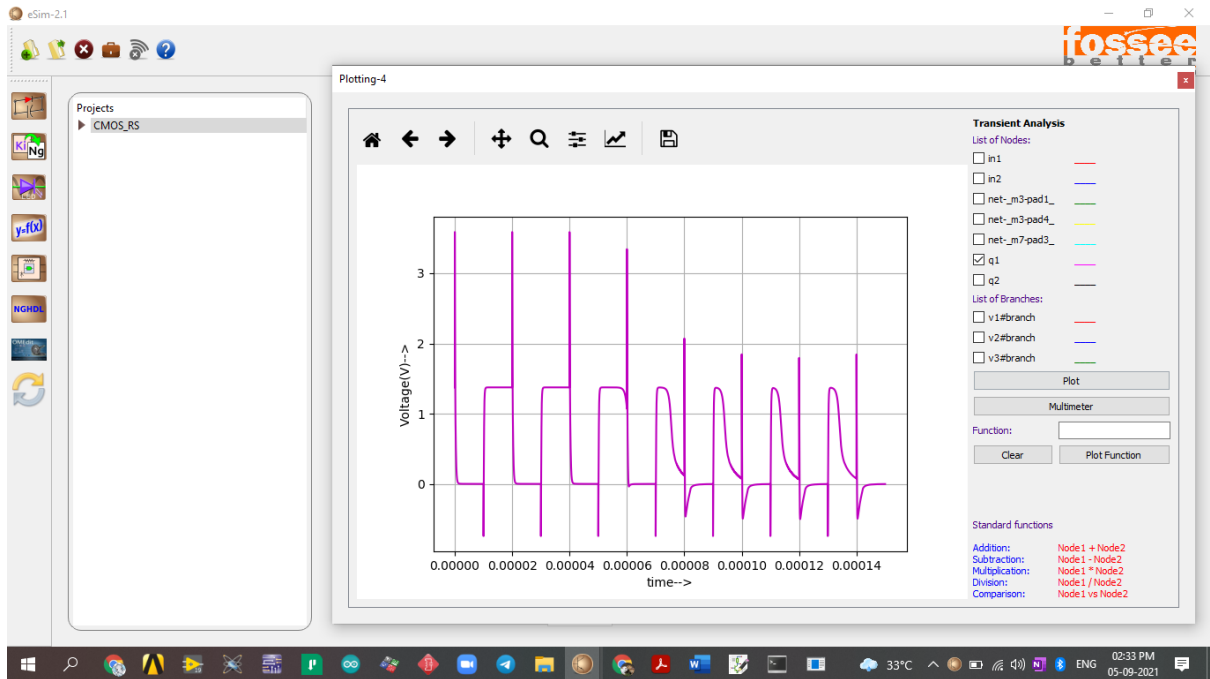 eSim-2.1
fossee
better
Plotting-4
Projects
CMOS_RS
Ki
Ng
y=f(x)
NGHDL
Voltage(V)-->
3
2
1
0
0.00000 0.00002 0.00004 0.00006 0.00008 0.00010 0.00012 0.00014
time-->
Transient Analysis
List of Nodes:
in1
in2
net-_m3-pad1_
net-_m3-pad4_
net-_m7-pad3_
q1
q2
List of Branches:
v1#branch
v2#branch
v3#branch
Plot
Multimeter
Function:
Clear Plot Function
Standard functions
Addition: Node1 + Node2
Subtraction: Node1 - Node2
Multiplication: Node1 * Node2
Division: Node1 / Node2
Comparison: Node1 vs Node2
33°C ENG 02:33 PM
05-09-2021